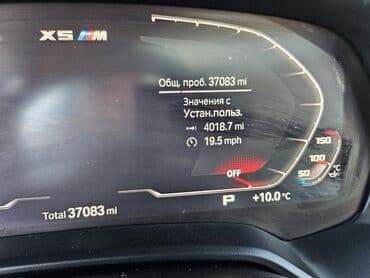 X5 M
Общ. проб. 37083 mi
Значения с
Устан.польз.
4018.7 mi
19.5 mph
150
100
50
°C
OFF
P
+10.0°C
Total 37083 mi